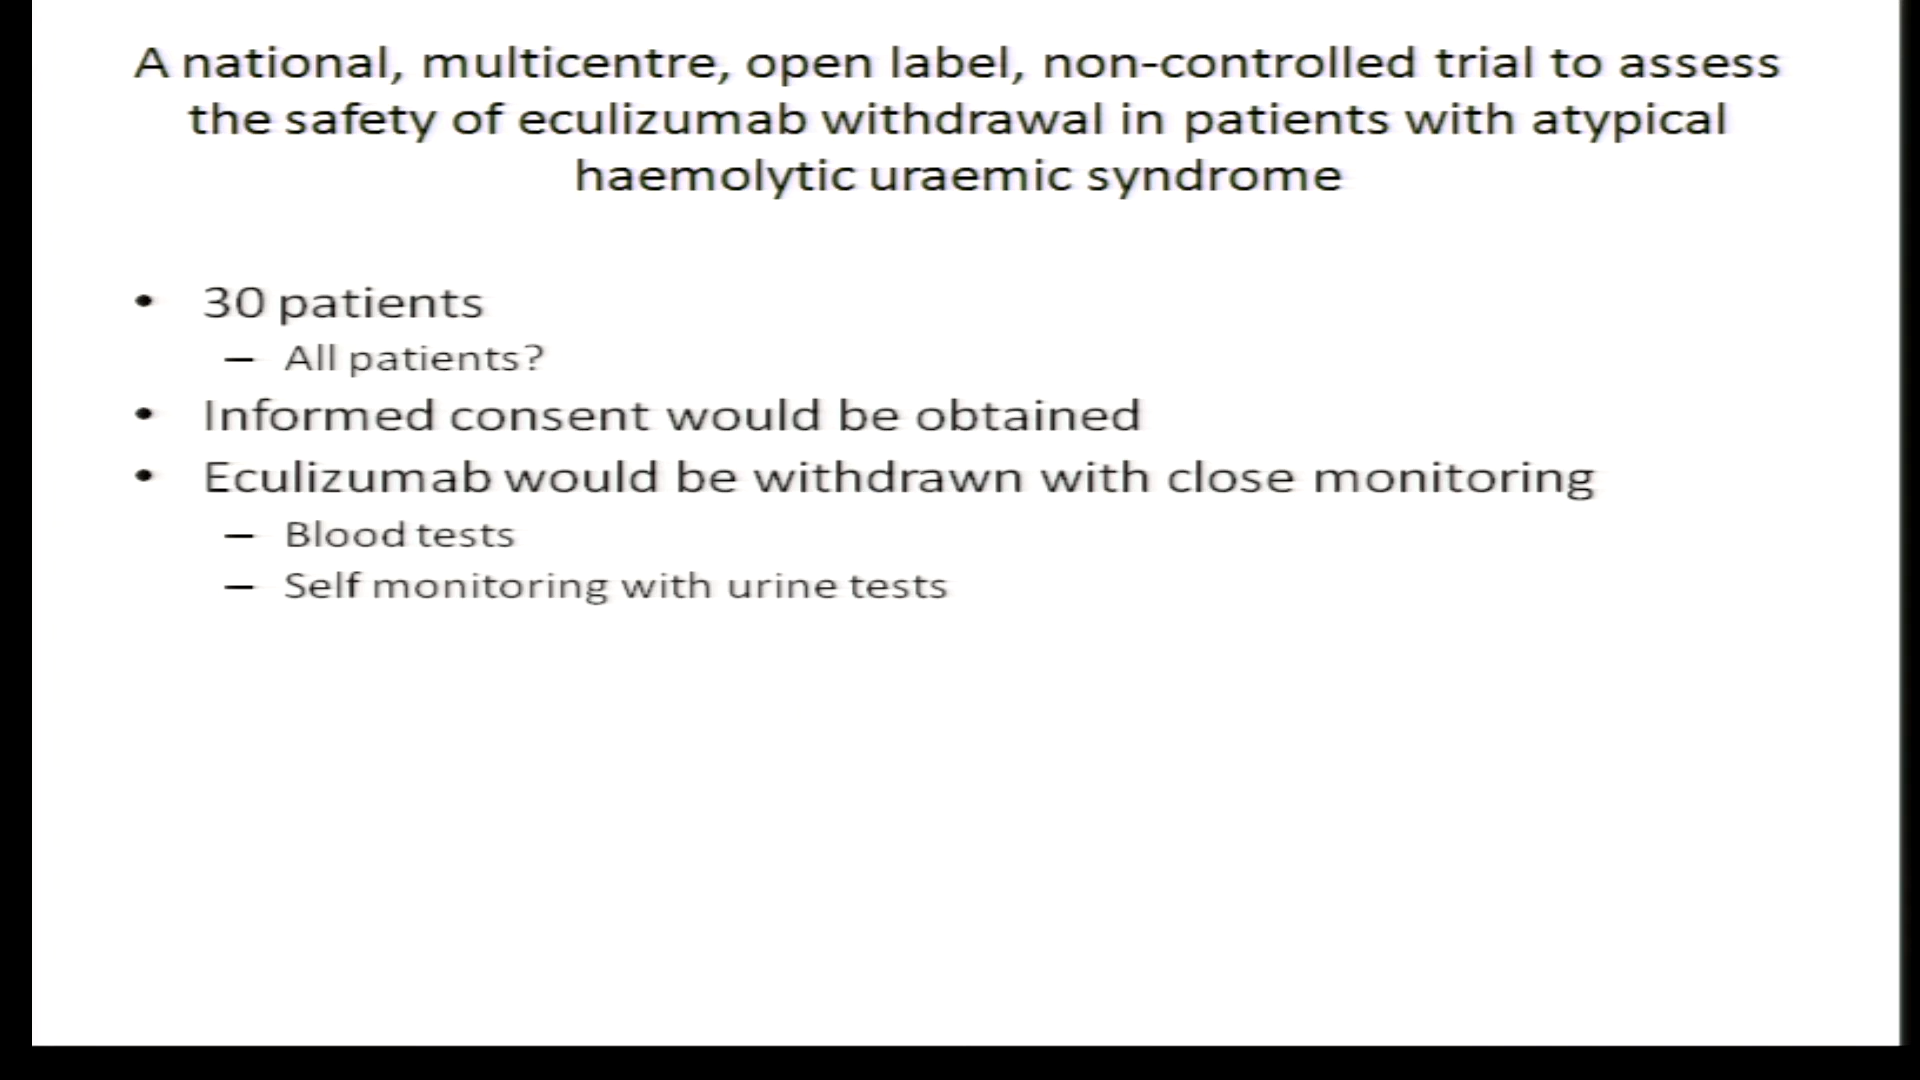 A national, multicentre, open label, non-controlled trial to assess
the safety of eculizumab withdrawal in patients with atypical
haemolytic uraemic syndrome
• 30 patients
– All patients?
• Informed consent would be obtained
• Eculizumab would be withdrawn with close monitoring
– Blood tests
– Self monitoring with urine tests